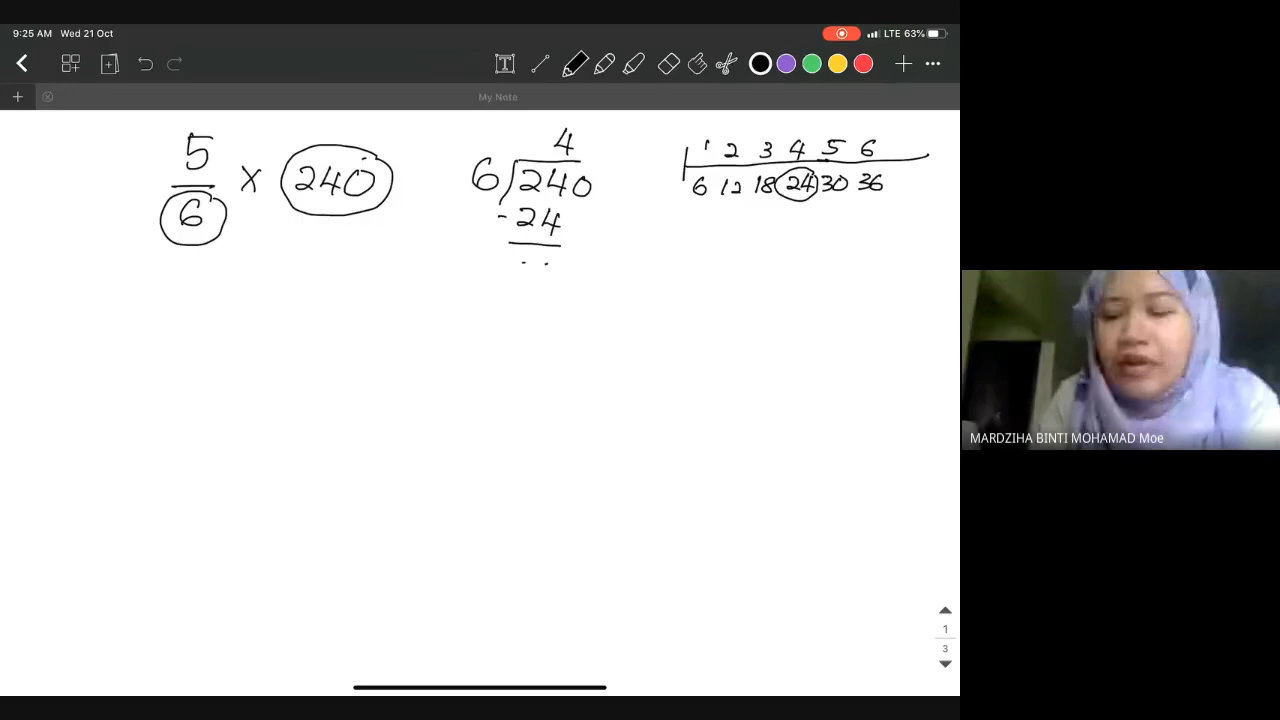 9:25 AM Wed 21 Oct
LTE 63%
T
My Note
5/6 × 240
4
6)240
-24
1 2 3 4 5 6
6 12 18 24 30 36
MARDZIHA BINTI MOHAMAD Moe
1
3